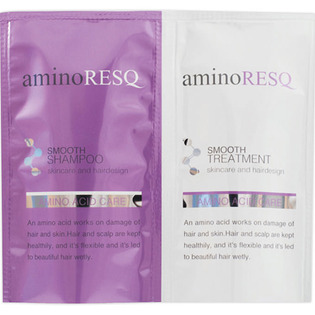 aminoRESQ
SMOOTH
SHAMPOO
skincare and hairdesign
AMINO ACID CARE
An amino acid works on damage of
hair and skin.Hair and scalp are kept
healthily, and it's flexible and it's led
to beautiful hair wetly.
aminoRESQ
SMOOTH
TREATMENT
skincare and hairdesign
AMINO ACID CARE
An amino acid works on damage of
hair and skin.Hair and scalp are kept
healthily, and it's flexible and it's led
to beautiful hair wetly.